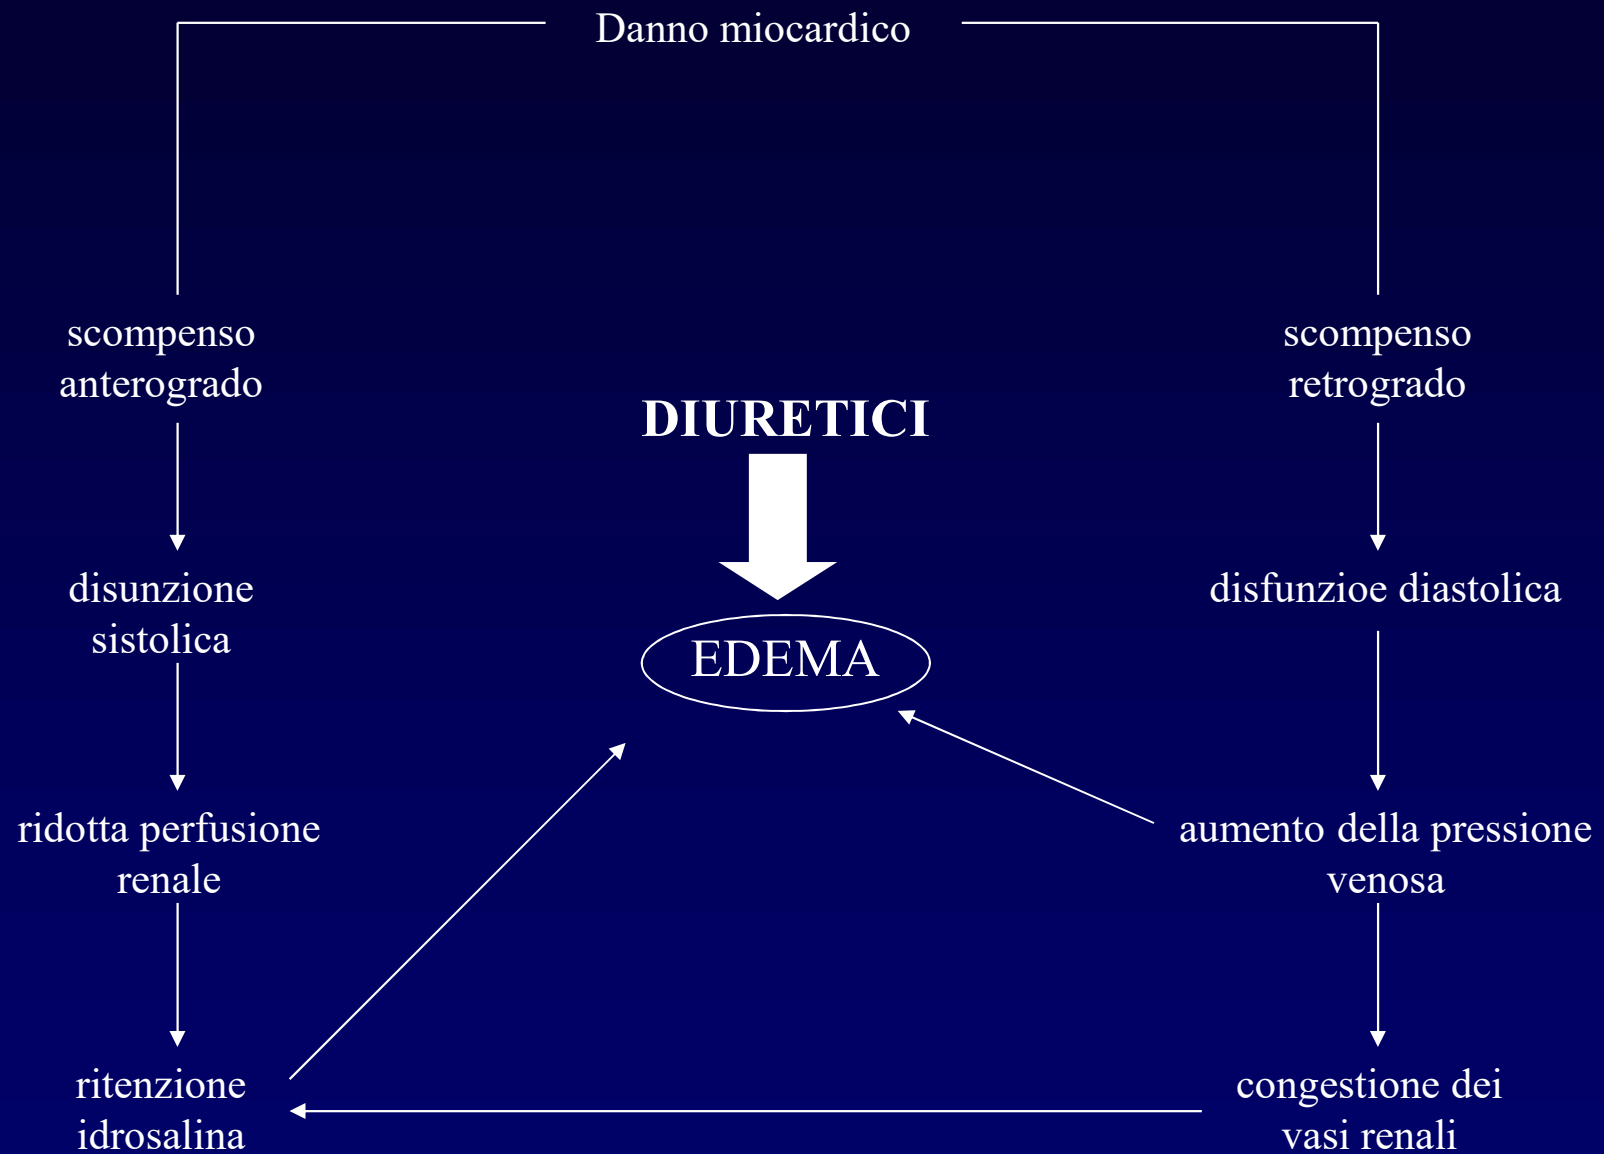 Danno miocardico
scompenso
anterogrado
scompenso
retrogrado
DIURETICI
disunzione
sistolica
disfunzioe diastolica
EDEMA
ridotta perfusione
renale
aumento della pressione
venosa
ritenzione
idrosalina
congestione dei
vasi renali